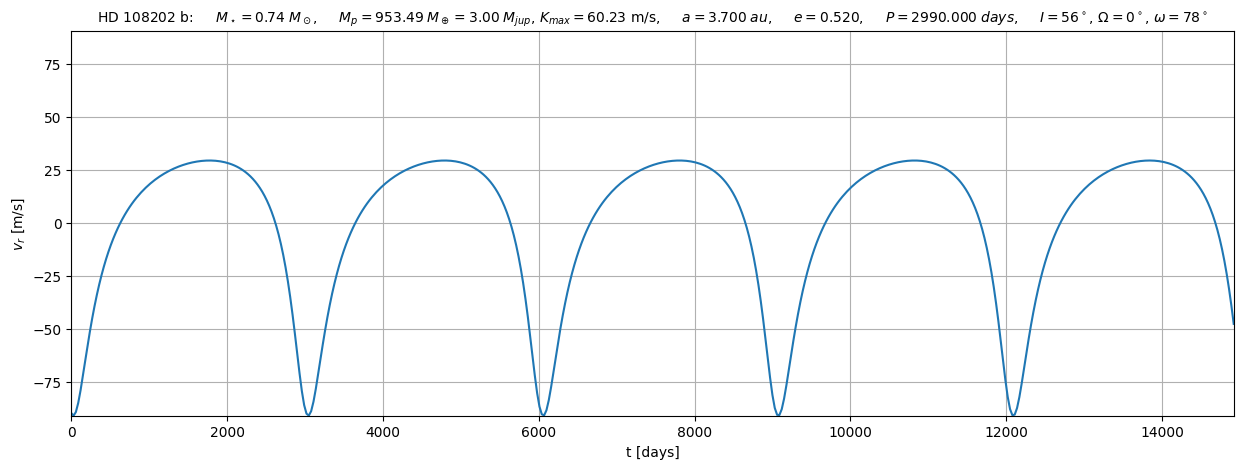 HD 108202 b: M⋆ = 0.74 M⊙, Mp = 953.49 M⊕ = 3.00 Mjup, Kmax = 60.23 m/s, a = 3.700 au, e = 0.520, P = 2990.000 days, I = 56°, Ω = 0°, ω = 78°
75
50
25
0
−25
−50
−75
vr [m/s]
0 2000 4000 6000 8000 10000 12000 14000
t [days]